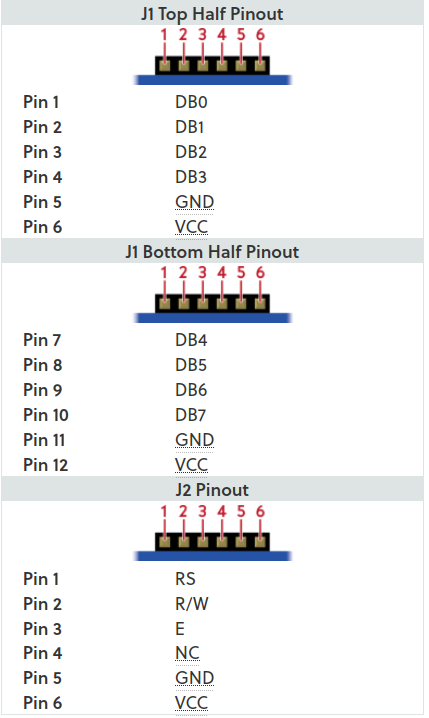 J1 Top Half Pinout
1 2 3 4 5 6
Pin 1 DB0
Pin 2 DB1
Pin 3 DB2
Pin 4 DB3
Pin 5 GND
Pin 6 VCC
J1 Bottom Half Pinout
1 2 3 4 5 6
Pin 7 DB4
Pin 8 DB5
Pin 9 DB6
Pin 10 DB7
Pin 11 GND
Pin 12 VCC
J2 Pinout
1 2 3 4 5 6
Pin 1 RS
Pin 2 R/W
Pin 3 E
Pin 4 NC
Pin 5 GND
Pin 6 VCC